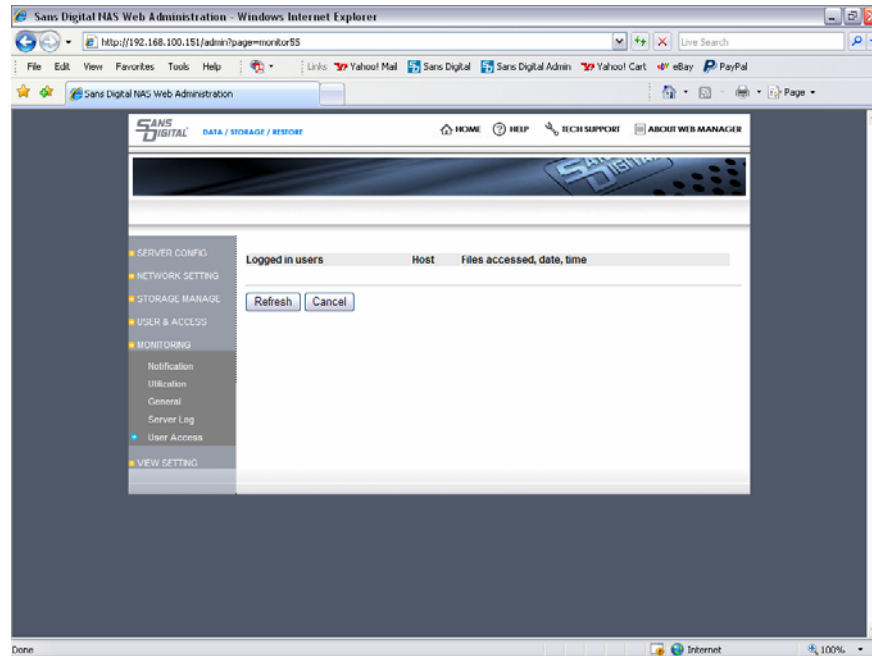 Sans Digital NAS Web Administration - Windows Internet Explorer
http://192.168.100.151/admin?page=monitor55
Live Search
File Edit View Favorites Tools Help
Links Yahoo! Mail Sans Digital Sans Digital Admin Yahoo! Cart eBay PayPal
Sans Digital NAS Web Administration
Page
SANS DIGITAL
DATA / STORAGE / RESTORE
HOME HELP TECH SUPPORT ABOUT WEB MANAGER
SANS DIGITAL
SERVER CONFIG
NETWORK SETTING
STORAGE MANAGE
USER & ACCESS
MONITORING
Notification
Utilization
General
Server Log
User Access
VIEW SETTING
Logged in users Host Files accessed, date, time
Refresh Cancel
Done
Internet
100%